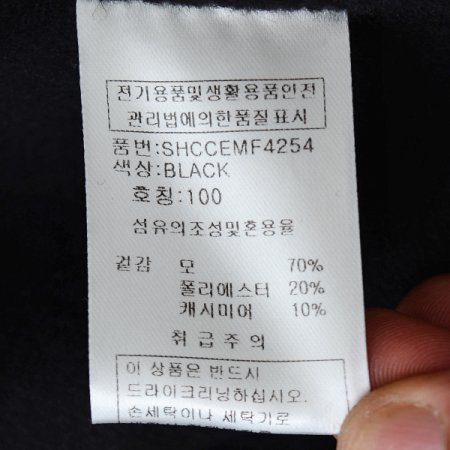 전기용품및생활용품안전
관리법에의한품질표시
품번:SHCCEMF4254
색상:BLACK
호칭:100
섬유의조성및혼용율
겉감 모 70%
폴리에스터 20%
캐시미어 10%
취급주의
이 상품은 반드시
드라이크리닝하십시오.
손세탁이나 세탁기로